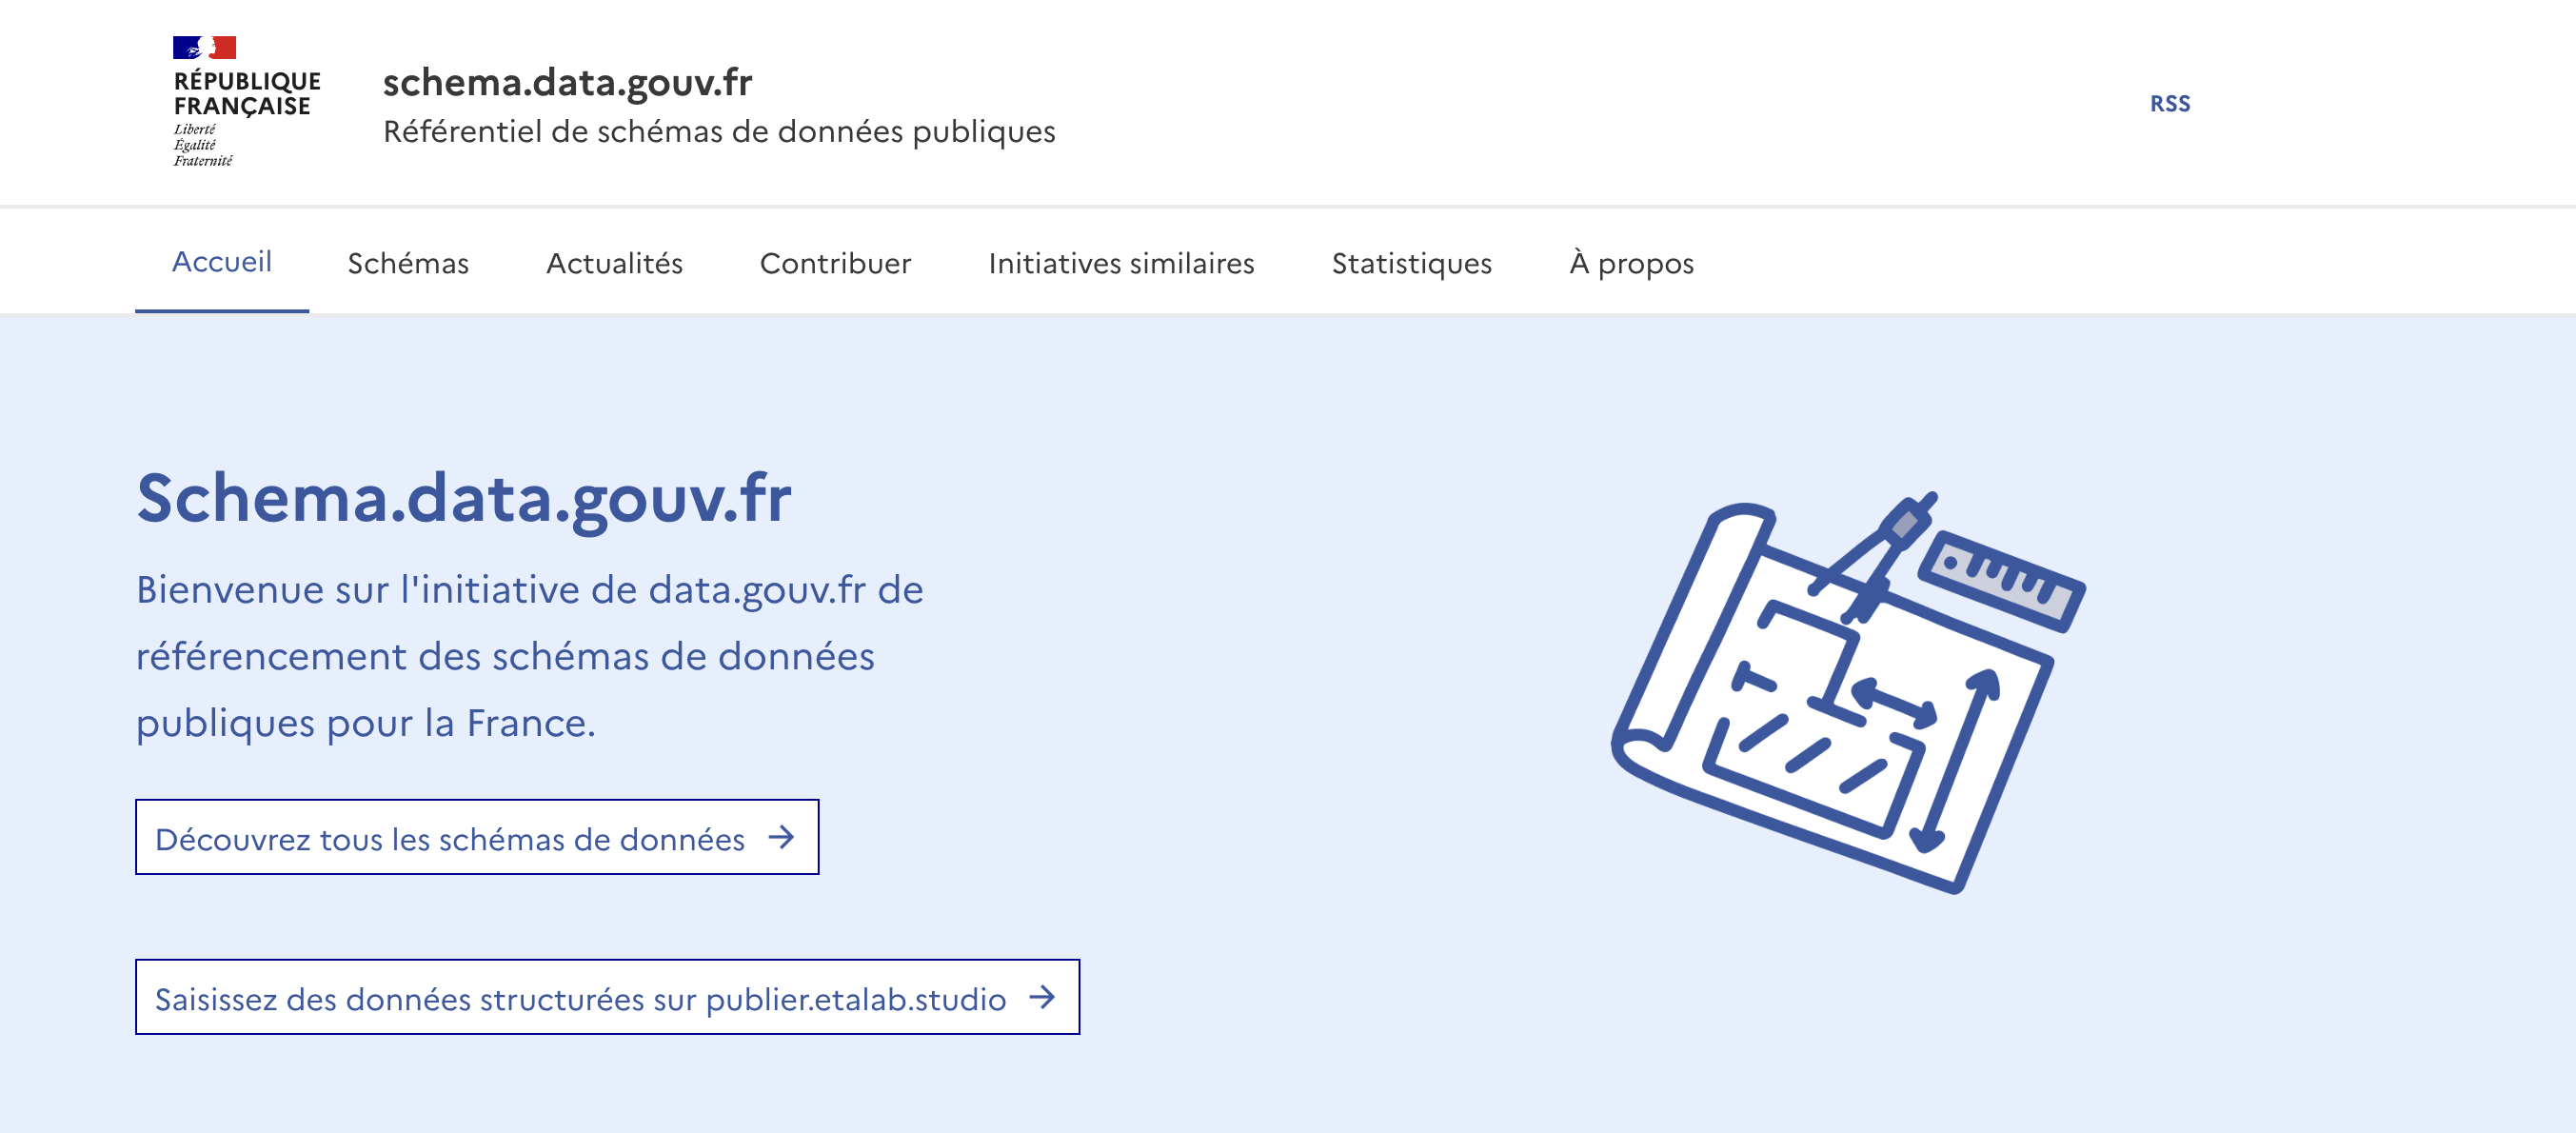 RÉPUBLIQUE
FRANÇAISE
Liberté
Égalité
Fraternité
schema.data.gouv.fr
Référentiel de schémas de données publiques
RSS
Accueil Schémas Actualités Contribuer Initiatives similaires Statistiques À propos
Schema.data.gouv.fr
Bienvenue sur l'initiative de data.gouv.fr de
référencement des schémas de données
publiques pour la France.
Découvrez tous les schémas de données →
Saisissez des données structurées sur publier.etalab.studio →